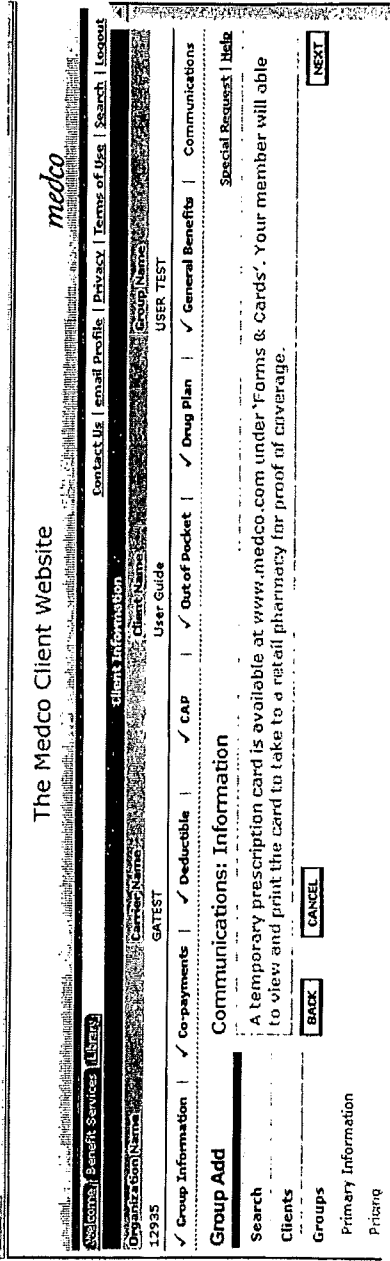 The Medco Client Website
medco
Welcome | Benefit Services | Library
Contact Us | email Profile | Privacy | Terms of Use | Search | Logout
Client Information
Organization Name Carrier Name Client Name Group Name
12935 GATEST User Guide USER TEST
✓ Group Information | ✓ Co-payments | ✓ Deductible | ✓ CAP | ✓ Out of Pocket | ✓ Drug Plan | ✓ General Benefits | Communications
Group Add
Communications: Information
Special Request | Help
Search
Clients
Groups
Primary Information
Pricing
A temporary prescription card is available at www.medco.com under 'Forms & Cards'. Your member will able
to view and print the card to take to a retail pharmacy for proof of coverage.
BACK CANCEL NEXT